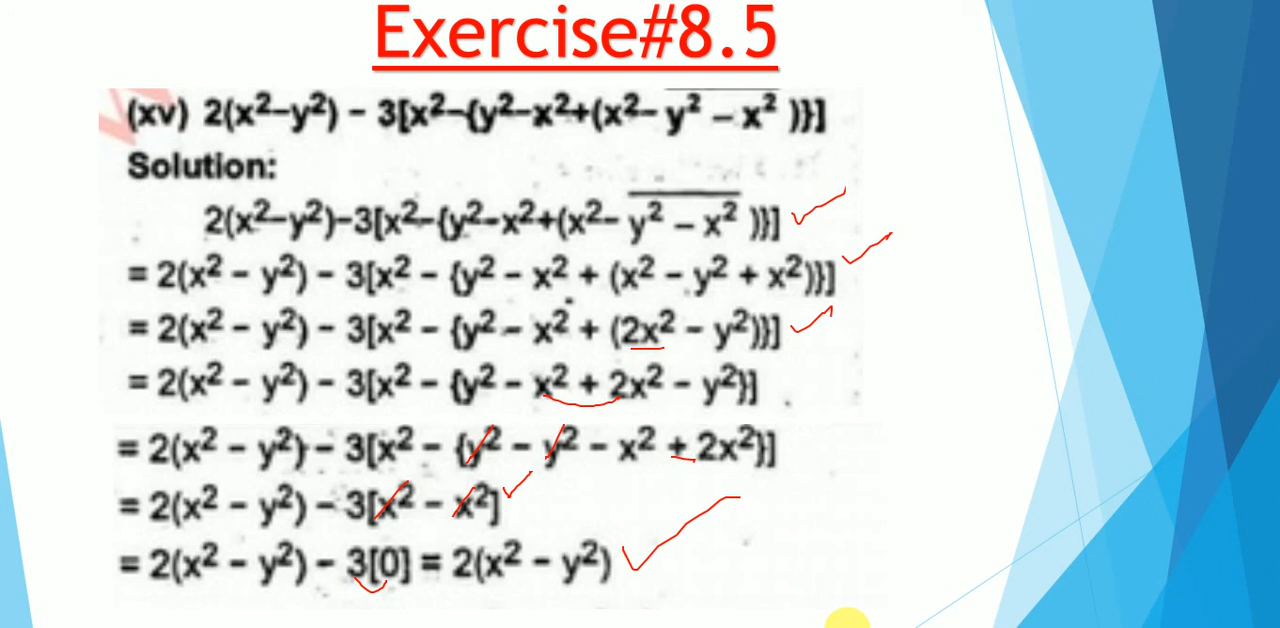 Exercise#8.5
(xv) 2(x²–y²) – 3[x²–{y²–x²+(x²– y² – x² )}]
Solution:
2(x²–y²)–3[x²–{y²–x²+(x²– y² – x² )}]
= 2(x² – y²) – 3[x² – {y² – x² + (x² – y² + x²)}]
= 2(x² – y²) – 3[x² – {y² – x² + (2x² – y²)}]
= 2(x² – y²) – 3[x² – {y² – x² + 2x² – y²}]
= 2(x² – y²) – 3[x² – {y² – y² – x² + 2x²}]
= 2(x² – y²) – 3[x² – x²]
= 2(x² – y²) – 3[0] = 2(x² – y²)